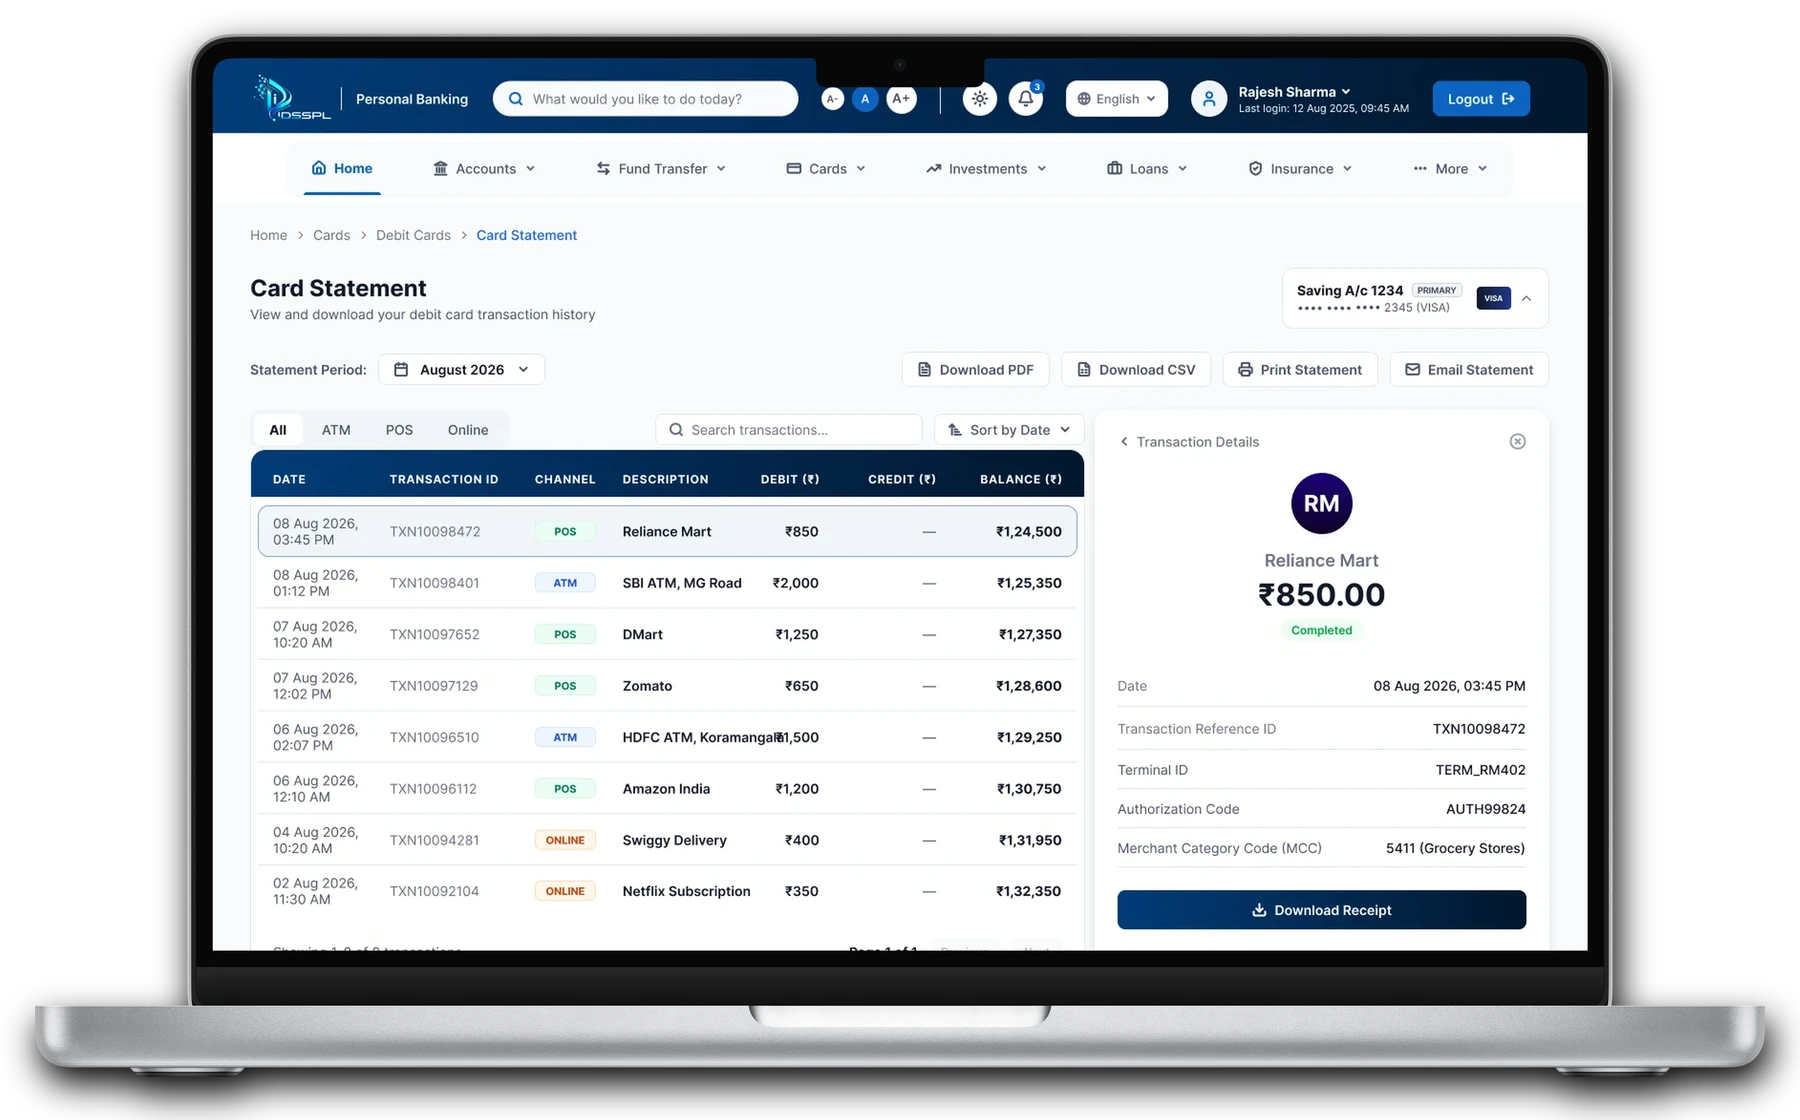 iDSSPL
Personal Banking
What would you like to do today?
A-
A
A+
3
English
Rajesh Sharma
Last login: 12 Aug 2025, 09:45 AM
Logout
Home
Accounts
Fund Transfer
Cards
Investments
Loans
Insurance
More
Home > Cards > Debit Cards > Card Statement
Card Statement
View and download your debit card transaction history
Saving A/c 1234 PRIMARY
•••• •••• •••• 2345 (VISA)
VISA
Statement Period: August 2026
Download PDF
Download CSV
Print Statement
Email Statement
All ATM POS Online
Search transactions...
Sort by Date
DATE TRANSACTION ID CHANNEL DESCRIPTION DEBIT (₹) CREDIT (₹) BALANCE (₹)
08 Aug 2026,
03:45 PM
TXN10098472 POS Reliance Mart ₹850 — ₹1,24,500
08 Aug 2026,
01:12 PM
TXN10098401 ATM SBI ATM, MG Road ₹2,000 — ₹1,25,350
07 Aug 2026,
10:20 AM
TXN10097652 POS DMart ₹1,250 — ₹1,27,350
07 Aug 2026,
12:02 PM
TXN10097129 POS Zomato ₹650 — ₹1,28,600
06 Aug 2026,
02:07 PM
TXN10096510 ATM HDFC ATM, Koramangala ₹1,500 — ₹1,29,250
06 Aug 2026,
12:10 AM
TXN10096112 POS Amazon India ₹1,200 — ₹1,30,750
04 Aug 2026,
10:20 AM
TXN10094281 ONLINE Swiggy Delivery ₹400 — ₹1,31,950
02 Aug 2026,
11:30 AM
TXN10092104 ONLINE Netflix Subscription ₹350 — ₹1,32,350
Showing 1-8 of 8 transactions
Page 1 of 1 Previous Next
Transaction Details
RM
Reliance Mart
₹850.00
Completed
Date 08 Aug 2026, 03:45 PM
Transaction Reference ID TXN10098472
Terminal ID TERM_RM402
Authorization Code AUTH99824
Merchant Category Code (MCC) 5411 (Grocery Stores)
Download Receipt